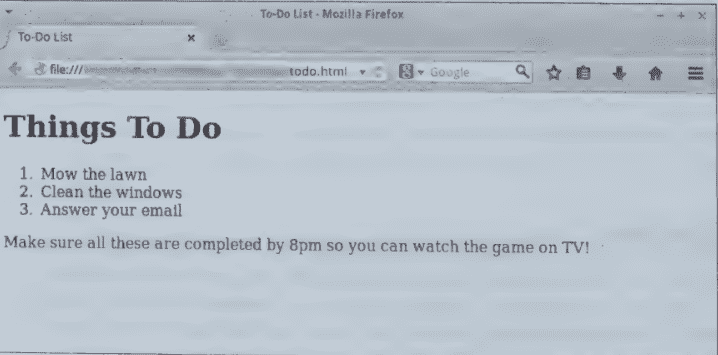 To-Do List - Mozilla Firefox
To-Do List
file:/// todo.html Google
Things To Do
1. Mow the lawn
2. Clean the windows
3. Answer your email
Make sure all these are completed by 8pm so you can watch the game on TV!